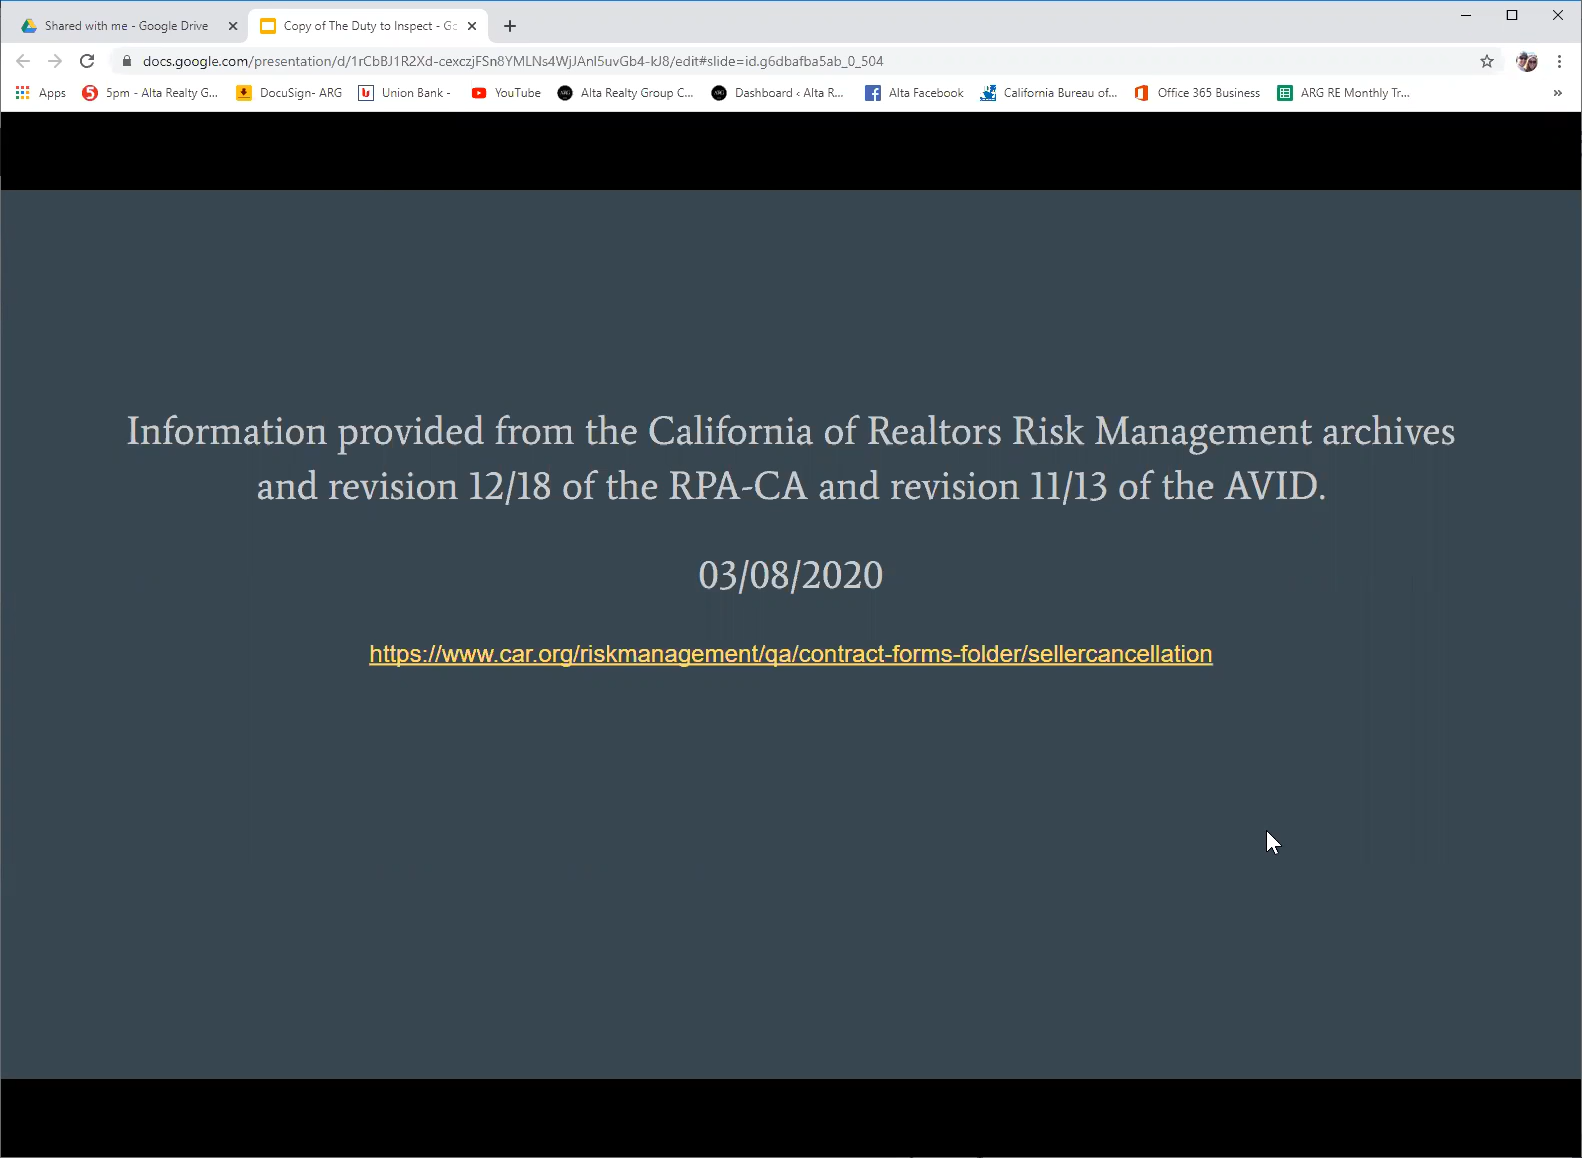 Shared with me - Google Drive
Copy of The Duty to Inspect - Go
docs.google.com/presentation/d/1rCbBJ1R2Xd-cexczjFSn8YMLNs4WjJAnI5uvGb4-kJ8/edit#slide=id.g6dbafba5ab_0_504
Apps 5pm - Alta Realty G... DocuSign- ARG Union Bank - YouTube Alta Realty Group C... Dashboard ‹ Alta R... Alta Facebook California Bureau of... Office 365 Business ARG RE Monthly Tr... »
Information provided from the California of Realtors Risk Management archives
and revision 12/18 of the RPA-CA and revision 11/13 of the AVID.
03/08/2020
https://www.car.org/riskmanagement/qa/contract-forms-folder/sellercancellation